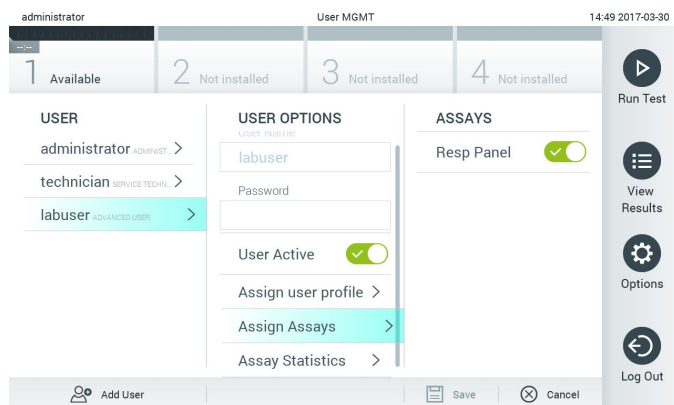 administrator User MGMT 14:49 2017-03-30
--:--
1 Available 2 Not installed 3 Not installed 4 Not installed
Run Test
USER
administrator ADMINIST...
technician SERVICE TECHN...
labuser ADVANCED USER
USER OPTIONS
User Name
labuser
Password
User Active
Assign user profile
Assign Assays
Assay Statistics
ASSAYS
Resp Panel
View
Results
Options
Log Out
Add User Save Cancel